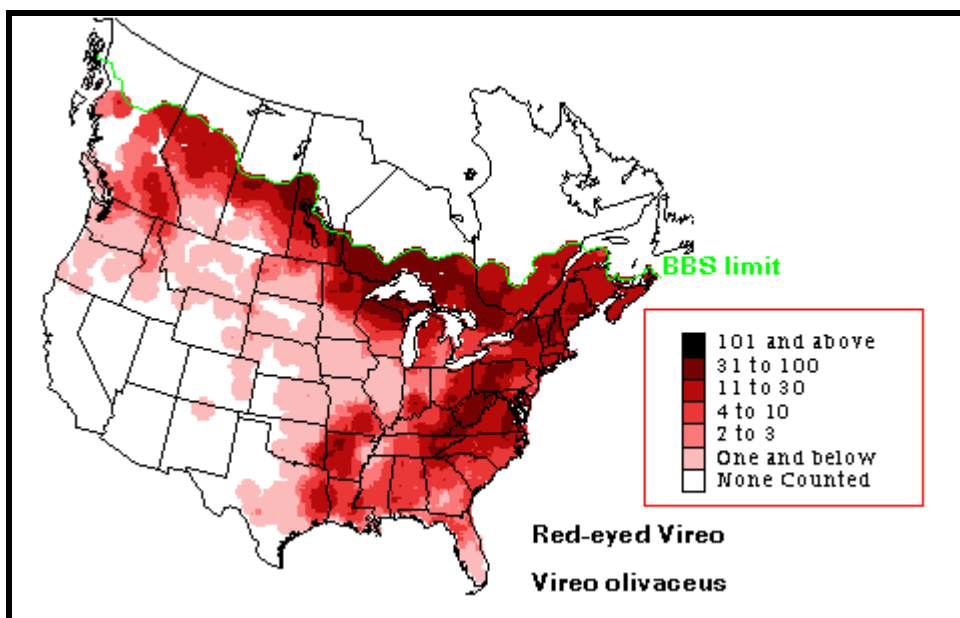 BBS limit
101 and above
31 to 100
11 to 30
4 to 10
2 to 3
One and below
None Counted
Red-eyed Vireo
Vireo olivaceus